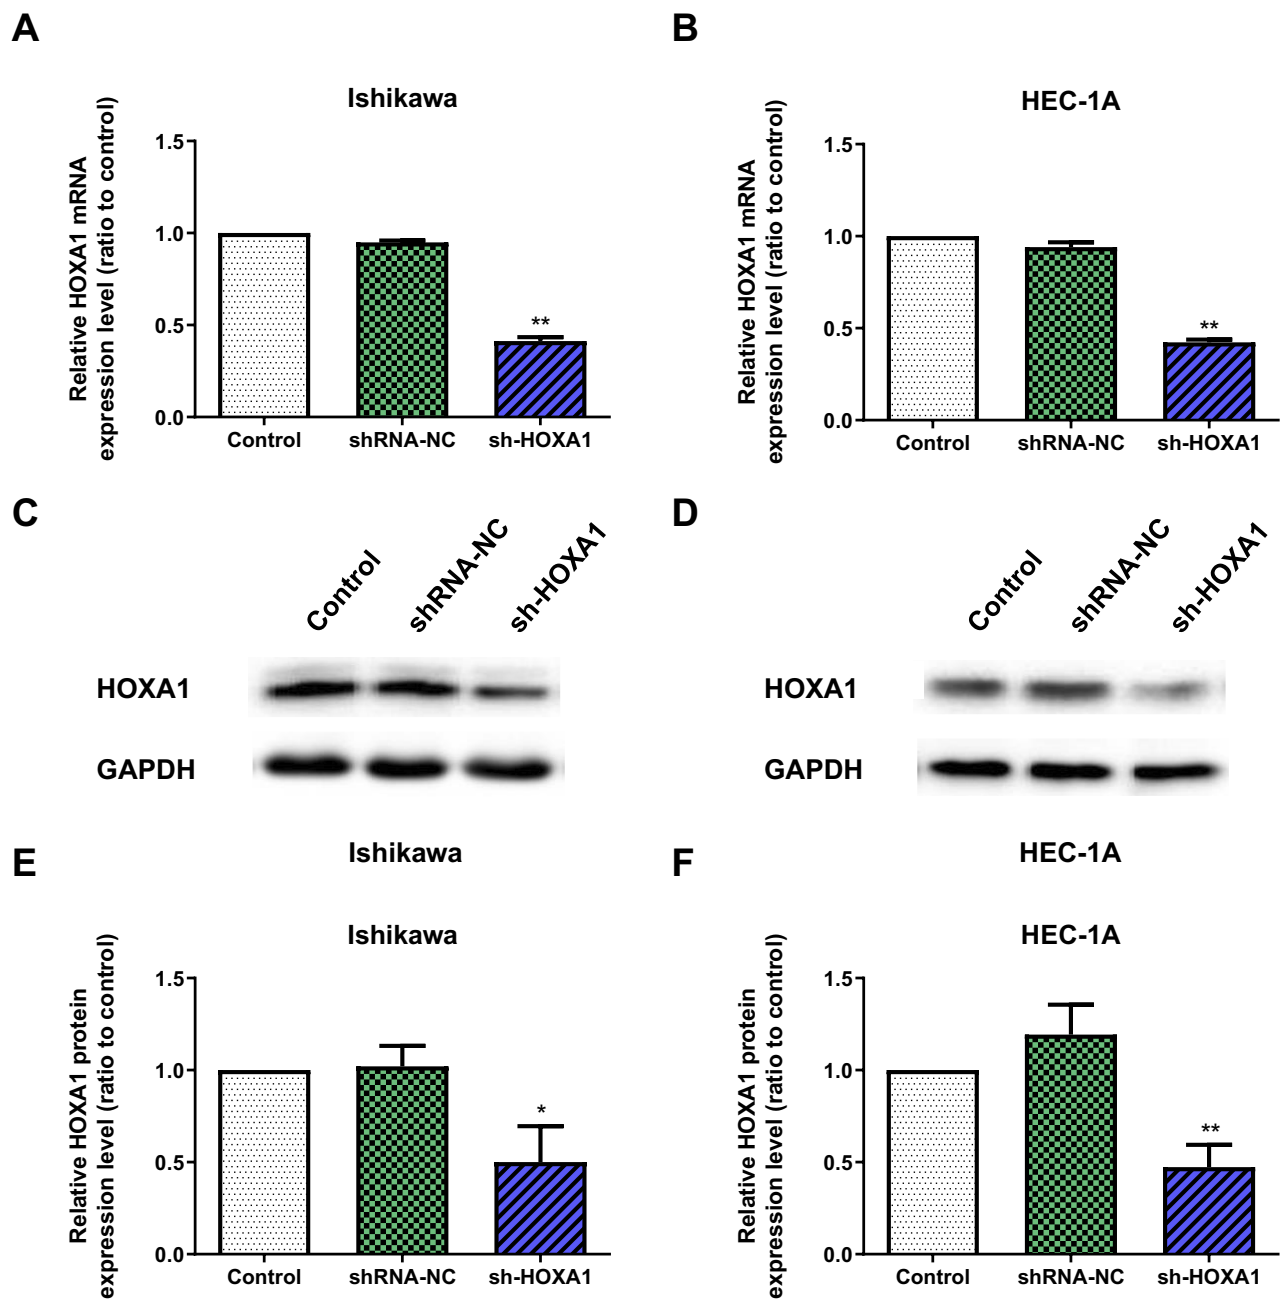 A
Ishikawa
Relative HOXA1 mRNA
expression level (ratio to control)
1.5
1.0
0.5
0.0
**
Control
shRNA-NC
sh-HOXA1
B
HEC-1A
Relative HOXA1 mRNA
expression level (ratio to control)
1.5
1.0
0.5
0.0
**
Control
shRNA-NC
sh-HOXA1
C
Control
shRNA-NC
sh-HOXA1
HOXA1
GAPDH
Ishikawa
D
Control
shRNA-NC
sh-HOXA1
HOXA1
GAPDH
HEC-1A
E
Ishikawa
Relative HOXA1 protein
expression level (ratio to control)
1.5
1.0
0.5
0.0
*
Control
shRNA-NC
sh-HOXA1
F
HEC-1A
Relative HOXA1 protein
expression level (ratio to control)
1.5
1.0
0.5
0.0
**
Control
shRNA-NC
sh-HOXA1